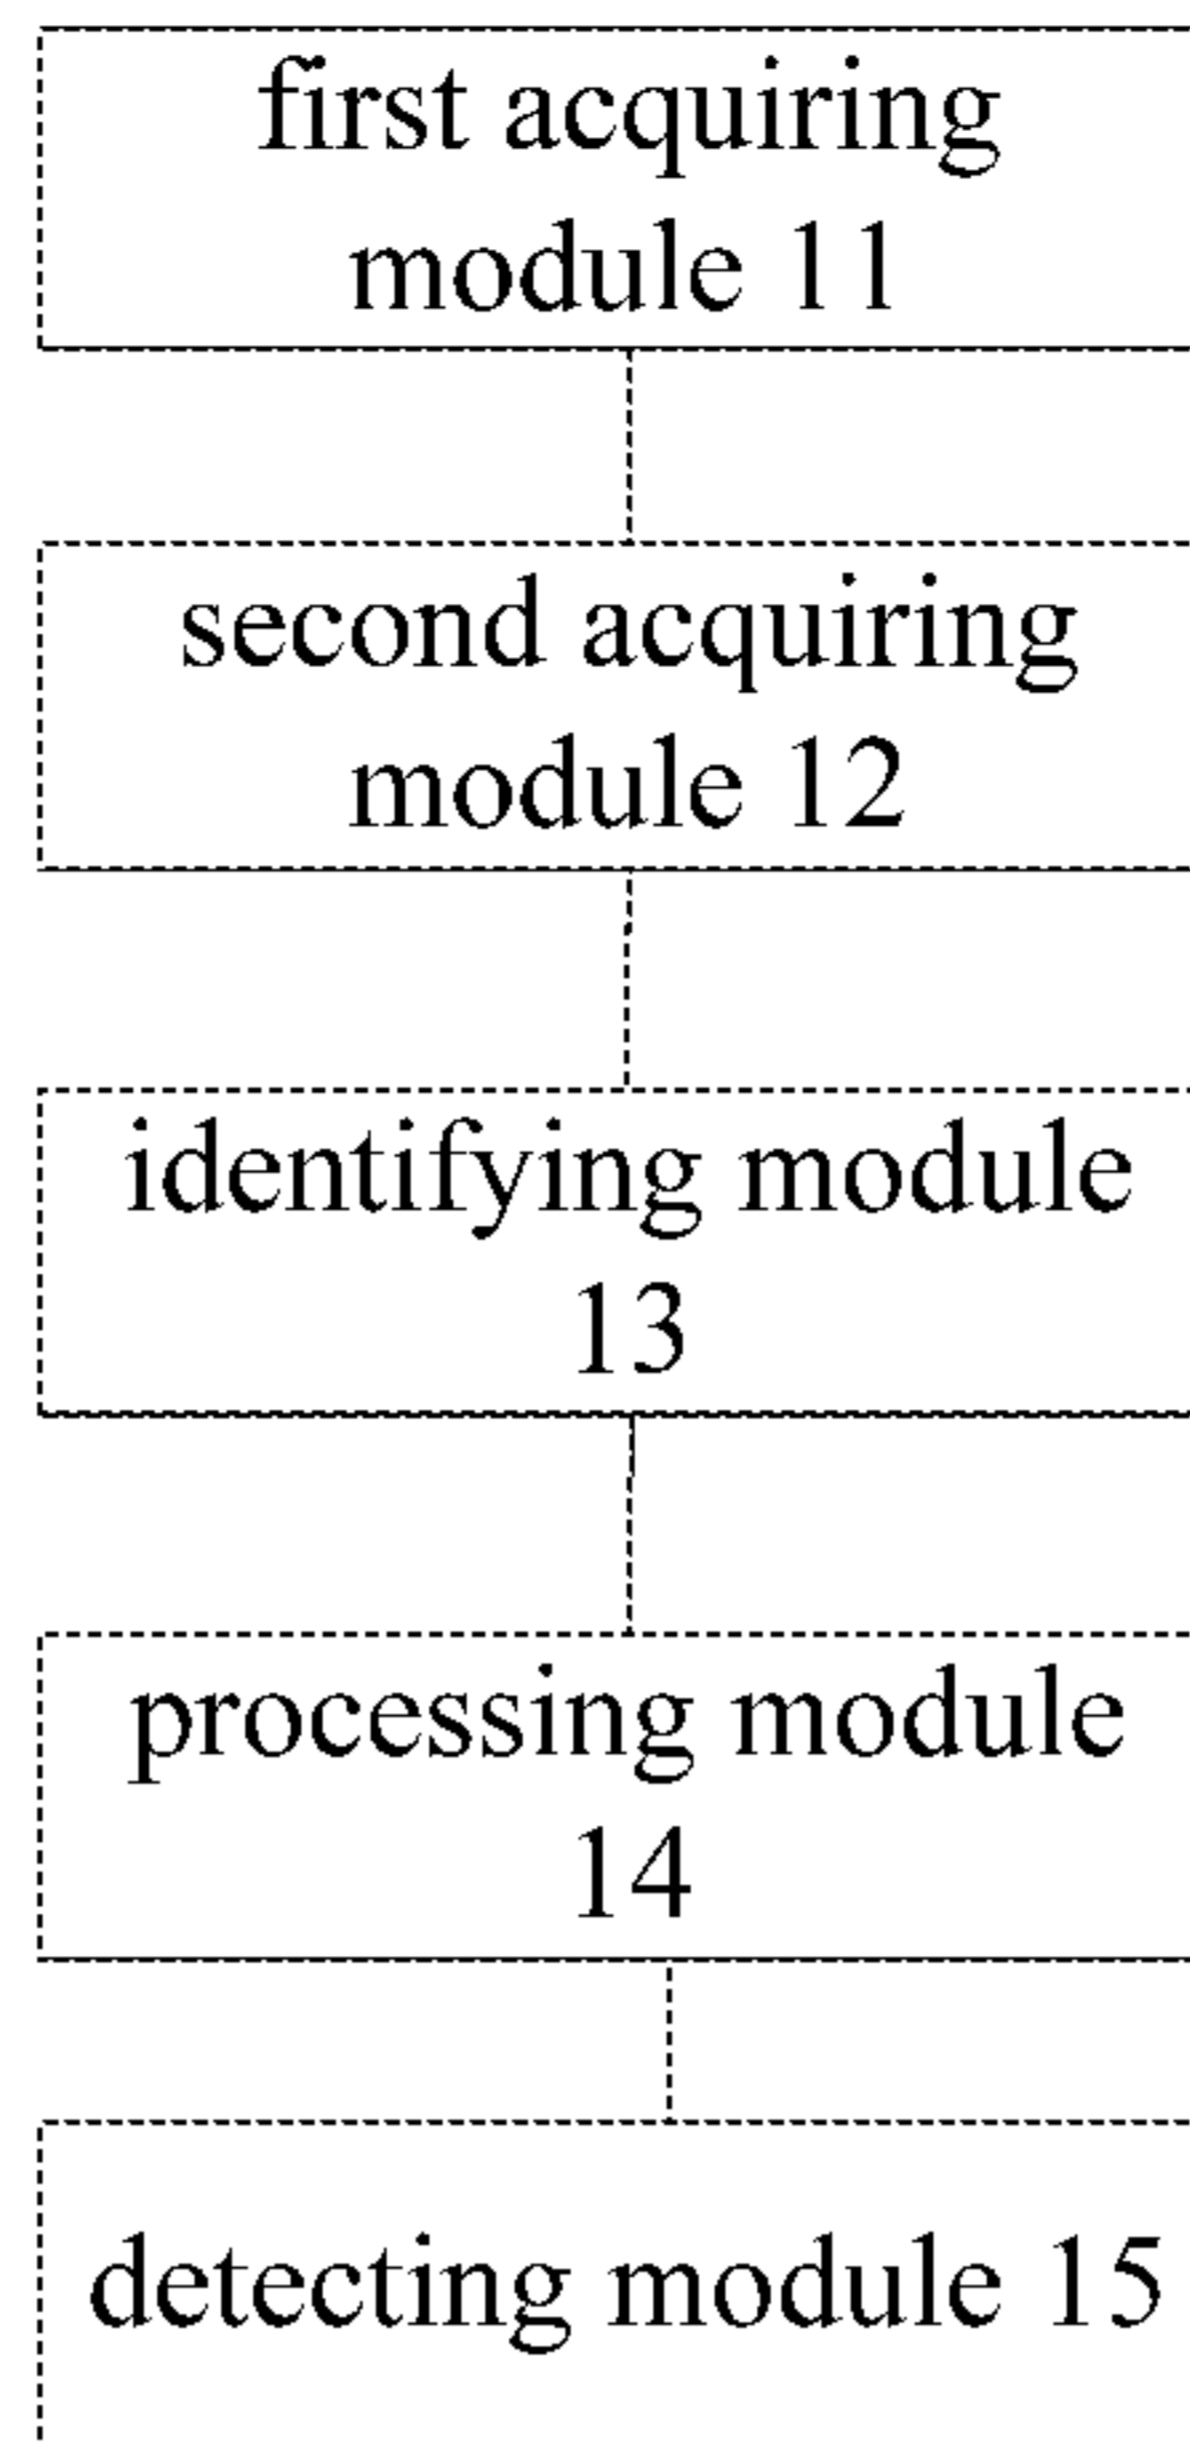 first acquiring
module 11
second acquiring
module 12
identifying module
13
processing module
14
detecting module 15